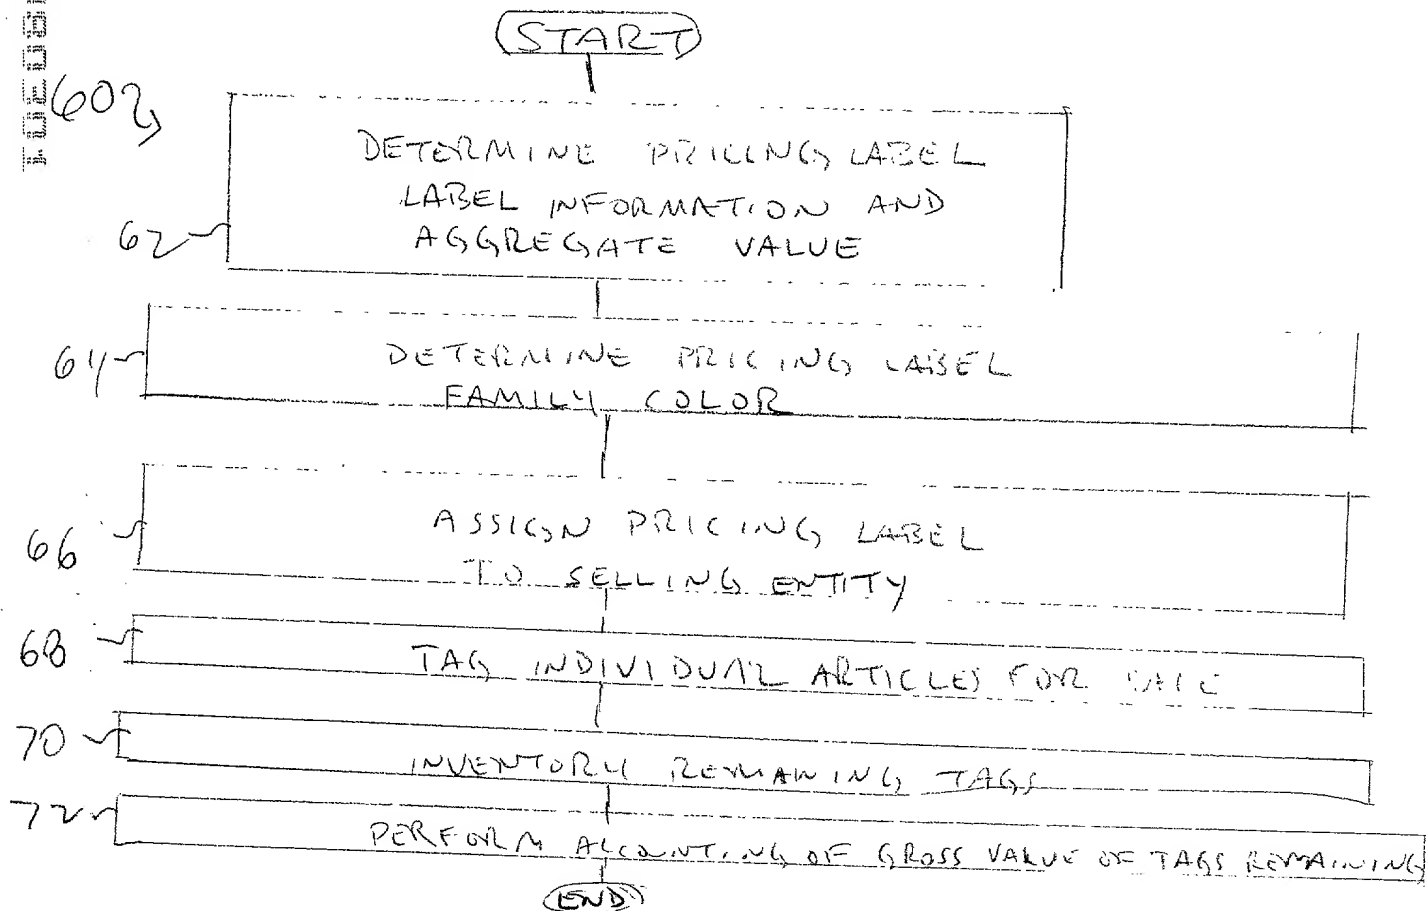 START
602
DETERMINE PRICING LABEL
LABEL INFORMATION AND
62
AGGREGATE VALUE
64
DETERMINE PRICING LABEL
FAMILY COLOR
ASSIGN PRICING LABEL
66
TO SELLING ENTITY
68
TAG INDIVIDUAL ARTICLES FOR SALE
70
INVENTORY REMAINING TAGS
72
PERFORM ACCOUNTING OF GROSS VALUE OF TAGS REMAINING
END